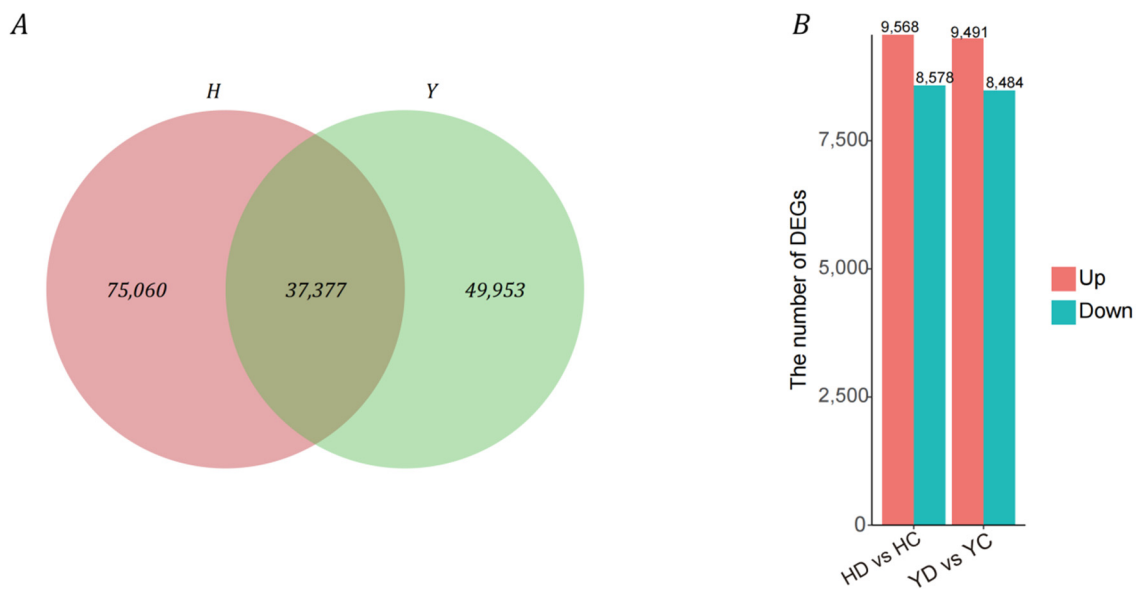 A
H
Y
75,060
37,377
49,953
B
9,568
9,491
8,578
8,484
7,500
5,000
2,500
0
The number of DEGs
HD vs HC
YD vs YC
Up
Down